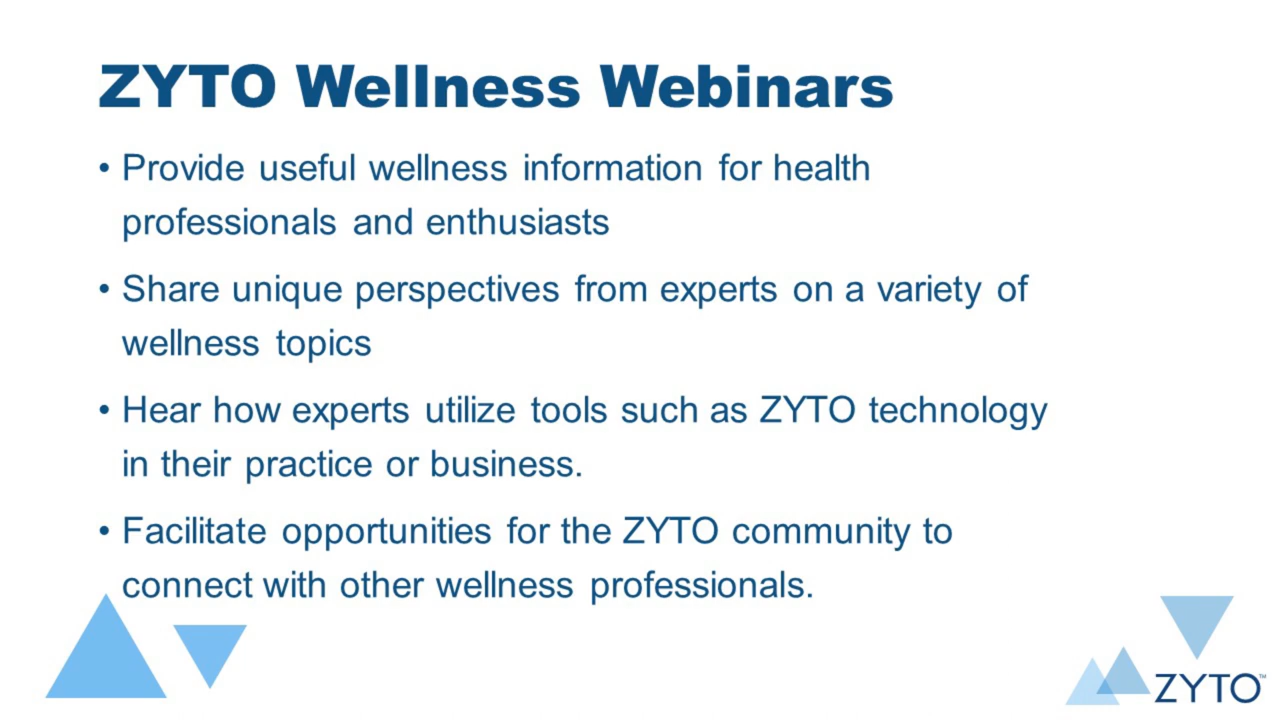 ZYTO Wellness Webinars
• Provide useful wellness information for health
professionals and enthusiasts
• Share unique perspectives from experts on a variety of
wellness topics
• Hear how experts utilize tools such as ZYTO technology
in their practice or business.
• Facilitate opportunities for the ZYTO community to
connect with other wellness professionals.
ZYTO™